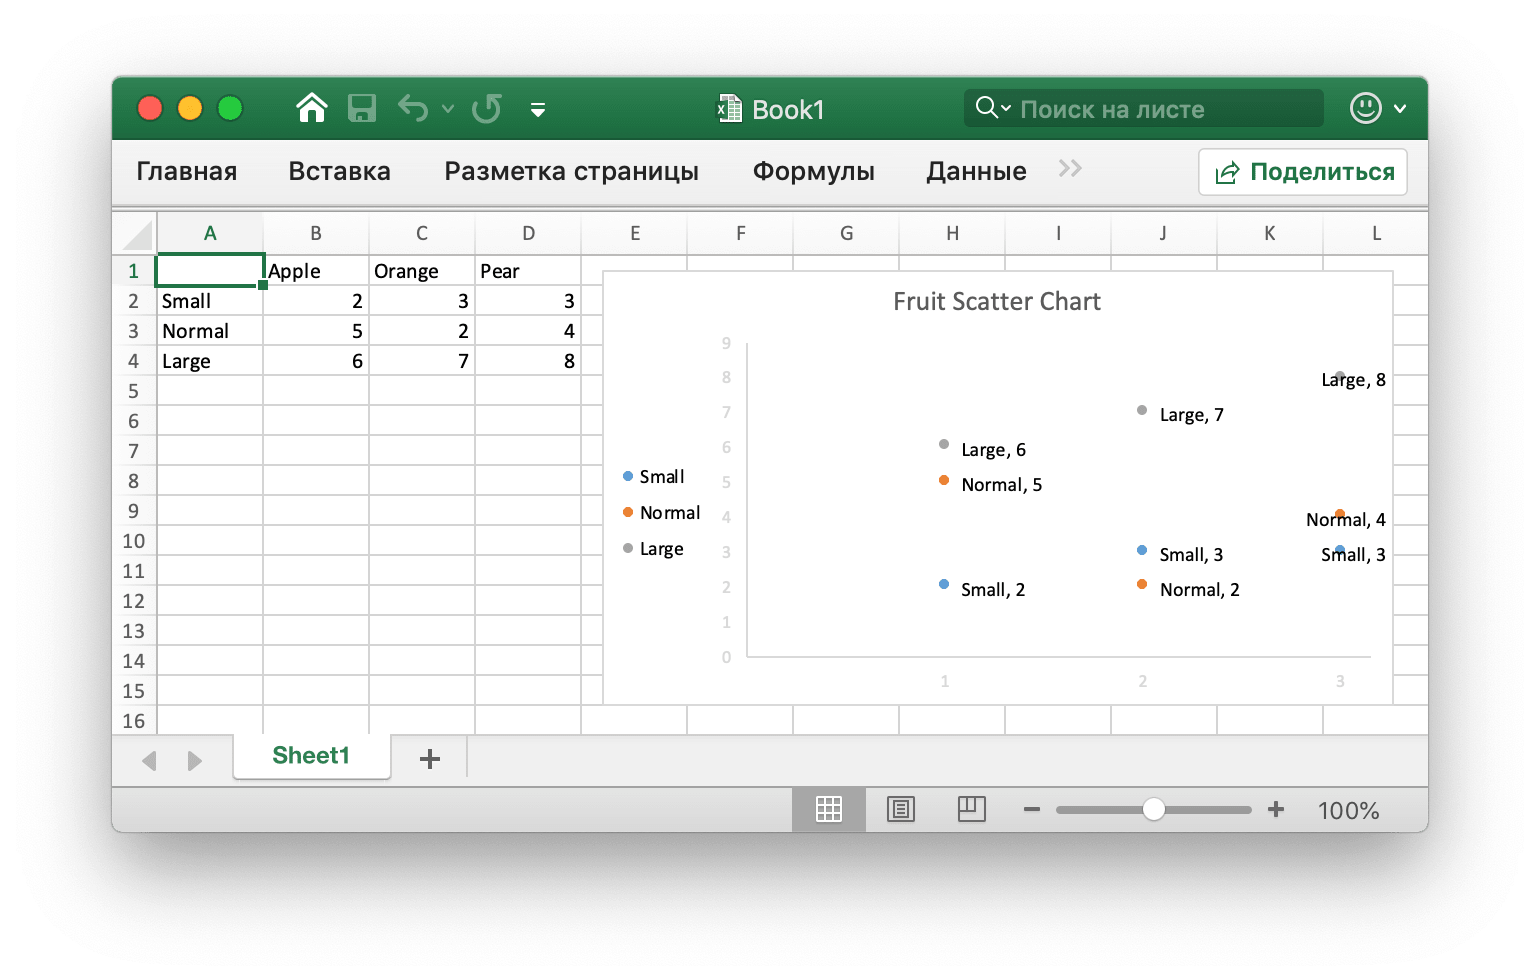 Book1
Поиск на листе
Главная Вставка Разметка страницы Формулы Данные Поделиться
A B C D E F G H I J K L
1 Apple Orange Pear
2 Small 2 3 3
3 Normal 5 2 4
4 Large 6 7 8
5
6
7
8
9
10
11
12
13
14
15
16
Fruit Scatter Chart
9
8
7
6
5
4
3
2
1
0
1 2 3
Small
Normal
Large
Large, 8
Large, 7
Large, 6
Normal, 5
Normal, 4
Small, 3
Small, 3
Small, 2
Normal, 2
Sheet1
100%